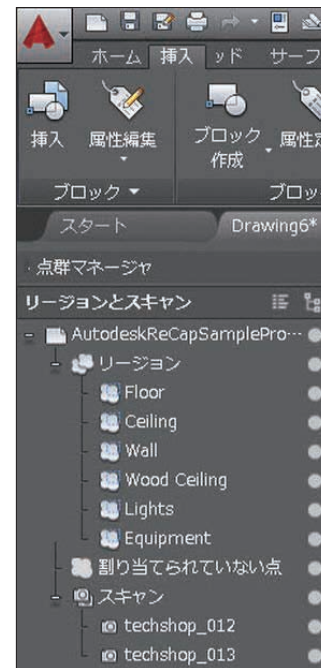 ホーム 挿入 ッド サーフ
挿入 属性編集 ブロック作成 属性定
ブロック ブロッ
スタート Drawing6*
点群マネージャ
リージョンとスキャン
AutodeskReCapSamplePro…
リージョン
Floor
Ceiling
Wall
Wood Ceiling
Lights
Equipment
割り当てられていない点
スキャン
techshop_012
techshop_013